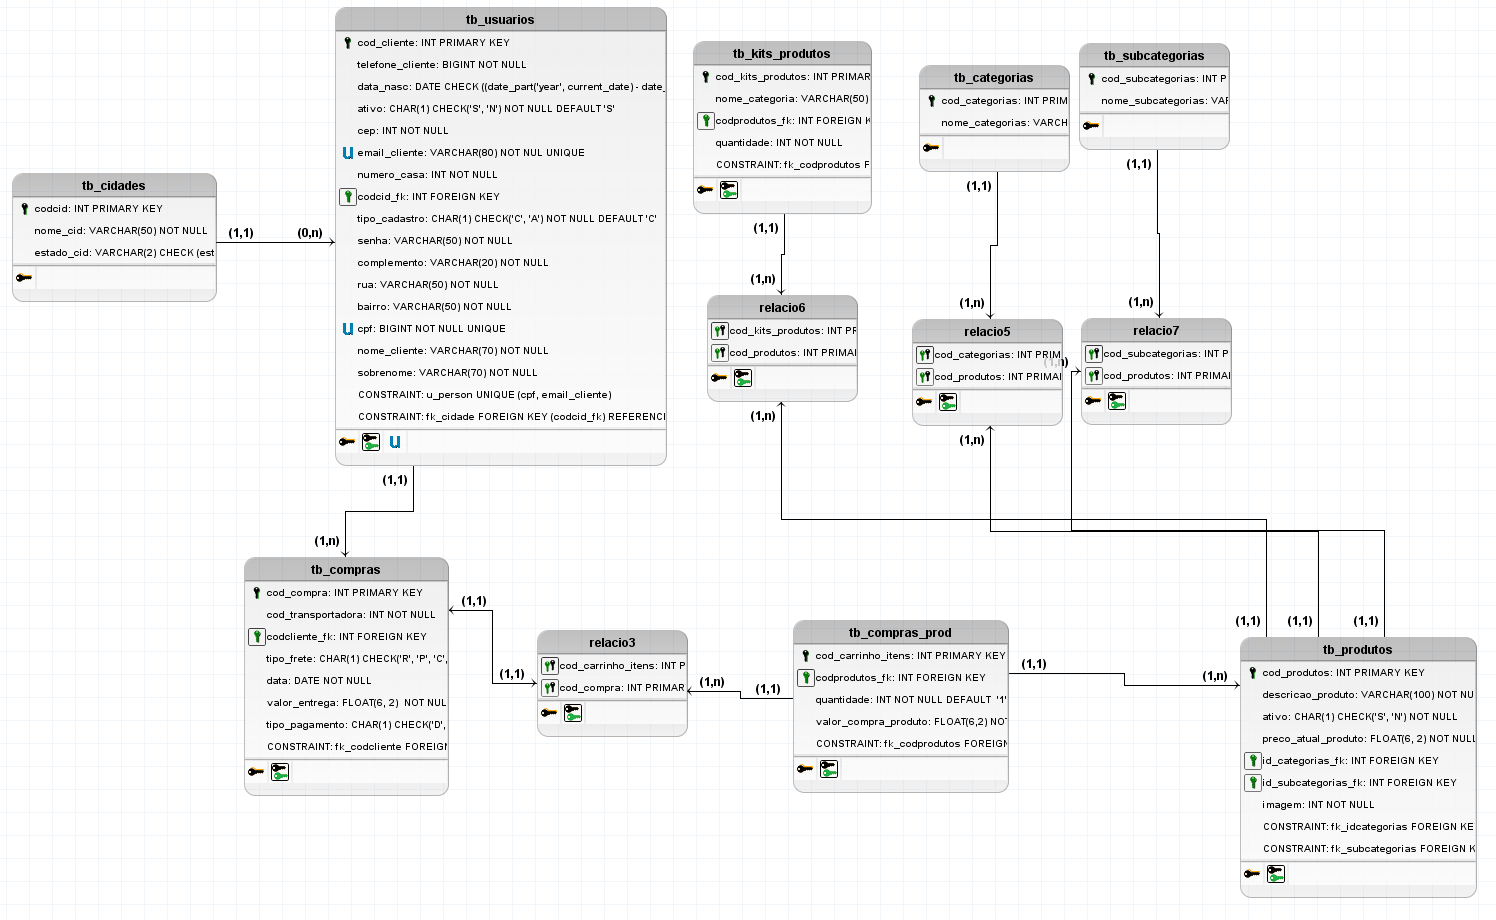 tb_usuarios
cod_cliente: INT PRIMARY KEY
telefone_cliente: BIGINT NOT NULL
data_nasc: DATE CHECK ((date_part('year', current_date) - date_
ativo: CHAR(1) CHECK('S', 'N') NOT NULL DEFAULT 'S'
cep: INT NOT NULL
U email_cliente: VARCHAR(80) NOT NUL UNIQUE
numero_casa: INT NOT NULL
codcid_fk: INT FOREIGN KEY
tipo_cadastro: CHAR(1) CHECK('C', 'A') NOT NULL DEFAULT 'C'
senha: VARCHAR(50) NOT NULL
complemento: VARCHAR(20) NOT NULL
rua: VARCHAR(50) NOT NULL
bairro: VARCHAR(50) NOT NULL
U cpf: BIGINT NOT NULL UNIQUE
nome_cliente: VARCHAR(70) NOT NULL
sobrenome: VARCHAR(70) NOT NULL
CONSTRAINT: u_person UNIQUE (cpf, email_cliente)
CONSTRAINT: fk_cidade FOREIGN KEY (codcid_fk) REFERENCI
U
tb_kits_produtos
cod_kits_produtos: INT PRIMAR
nome_categoria: VARCHAR(50)
codprodutos_fk: INT FOREIGN K
quantidade: INT NOT NULL
CONSTRAINT: fk_codprodutos F
tb_categorias
cod_categorias: INT PRIM
nome_categorias: VARCH
tb_subcategorias
cod_subcategorias: INT P
nome_subcategorias: VAR
tb_cidades
codcid: INT PRIMARY KEY
nome_cid: VARCHAR(50) NOT NULL
estado_cid: VARCHAR(2) CHECK (est
(1,1)
(0,n)
(1,1)
(1,1)
(1,1)
(1,n)
(1,n)
(1,n)
relacio6
cod_kits_produtos: INT PF
cod_produtos: INT PRIMAI
relacio5
cod_categorias: INT PRIM
cod_produtos: INT PRIMAI
(1,n)
relacio7
cod_subcategorias: INT P
cod_produtos: INT PRIMAI
(1,n)
(1,n)
(1,1)
(1,n)
tb_compras
cod_compra: INT PRIMARY KEY
cod_transportadora: INT NOT NULL
codcliente_fk: INT FOREIGN KEY
tipo_frete: CHAR(1) CHECK('R', 'P', 'C',
data: DATE NOT NULL
valor_entrega: FLOAT(6, 2) NOT NUL
tipo_pagamento: CHAR(1) CHECK('D',
CONSTRAINT: fk_codcliente FOREIGN
(1,1)
(1,1)
relacio3
cod_carrinho_itens: INT P
cod_compra: INT PRIMAR
(1,n)
(1,1)
tb_compras_prod
cod_carrinho_itens: INT PRIMARY KEY
codprodutos_fk: INT FOREIGN KEY
quantidade: INT NOT NULL DEFAULT '1'
valor_compra_produto: FLOAT(6,2) NOT
CONSTRAINT: fk_codprodutos FOREIGN
(1,1)
(1,n)
(1,1)
(1,1)
(1,1)
tb_produtos
cod_produtos: INT PRIMARY KEY
descricao_produto: VARCHAR(100) NOT NU
ativo: CHAR(1) CHECK('S', 'N') NOT NULL
preco_atual_produto: FLOAT(6, 2) NOT NULL
id_categorias_fk: INT FOREIGN KEY
id_subcategorias_fk: INT FOREIGN KEY
imagem: INT NOT NULL
CONSTRAINT: fk_idcategorias FOREIGN KE
CONSTRAINT: fk_subcategorias FOREIGN K